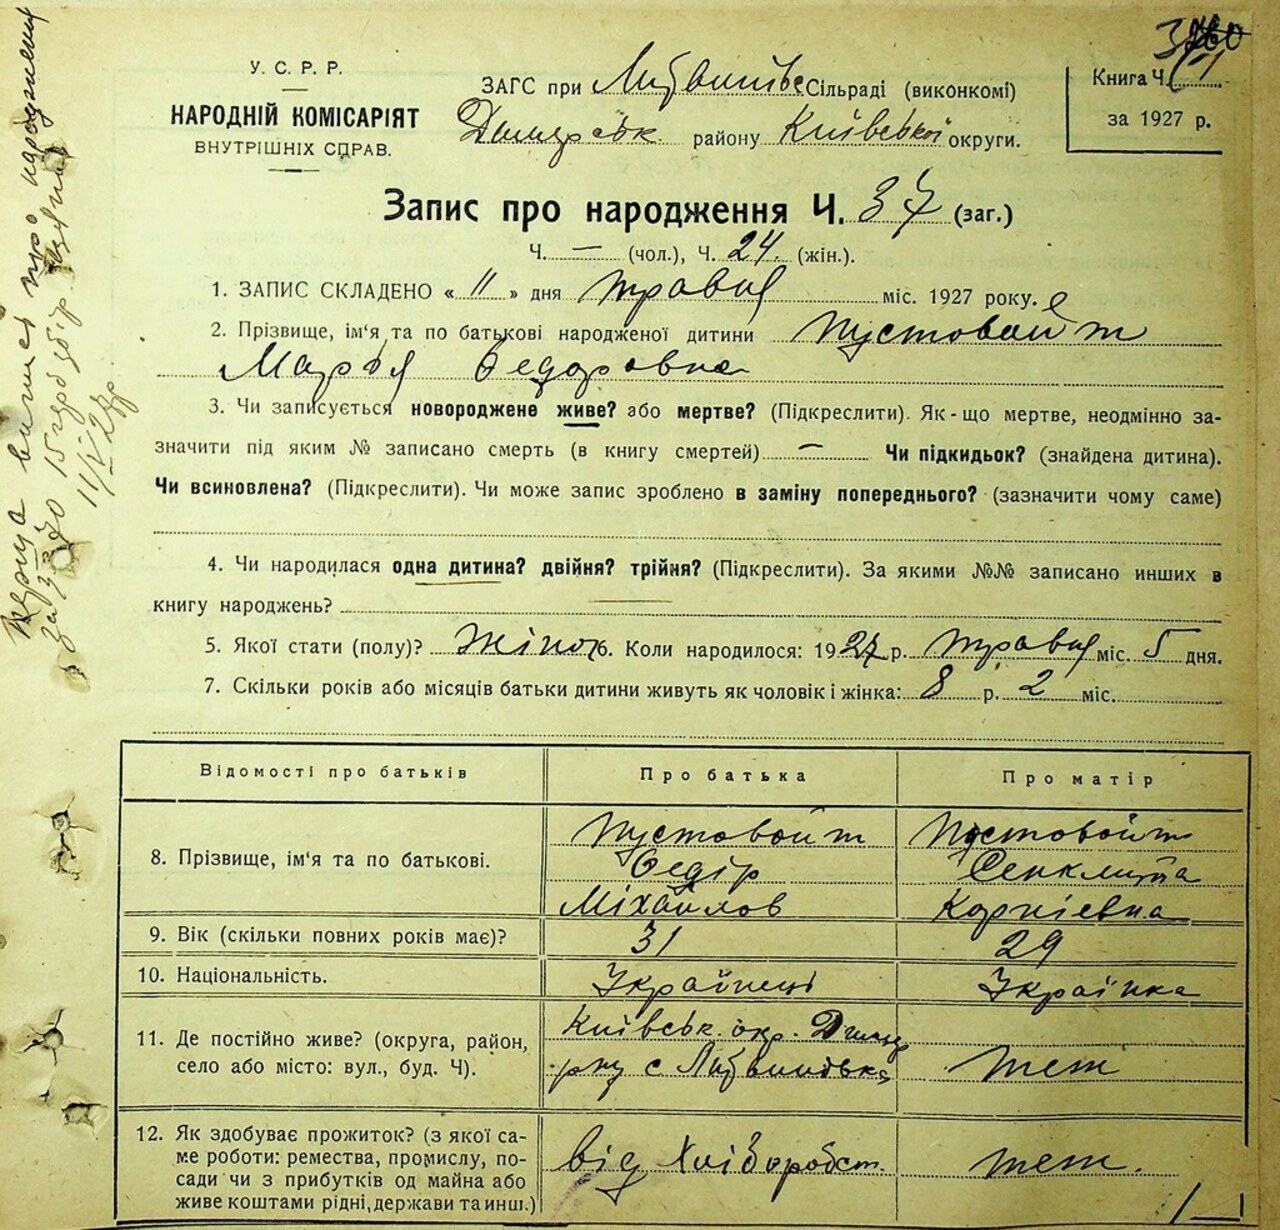 У. С. Р. Р.
НАРОДНІЙ КОМІСАРІЯТ
ВНУТРІШНІХ СПРАВ.
ЗАГС при Литвинівс Сільраді (виконкомі)
Димерськ. району Київської округи.
Книга Ч.
за 1927 р.
Запис про народження Ч. 37 (заг.)
Ч. — (чол.), Ч. 24. (жін.).
1. ЗАПИС СКЛАДЕНО « 11 » дня травня міс. 1927 року.
2. Прізвище, ім'я та по батькові народженої дитини Пустовойт
Марія Федоровна
3. Чи записується новороджене живе? або мертве? (Підкреслити). Як-що мертве, неодмінно за-
значити під яким № записано смерть (в книгу смертей) — Чи підкидьок? (знайдена дитина).
Чи всиновлена? (Підкреслити). Чи може запис зроблено в заміну попереднього? (зазначити чому саме)
4. Чи народилася одна дитина? двійня? трійня? (Підкреслити). За якими №№ записано инших в
книгу народжень?
5. Якої стати (полу)? Жіноч. 6. Коли народилося: 1927 р. травня міс. 5 дня.
7. Скільки років або місяців батьки дитини живуть як чоловік і жінка: 8 р. 2 міс.
Відомості про батьків Про батька Про матір
8. Прізвище, ім'я та по батькові. Пустовойт Федір Міхайлов Пустовойт Сенклита Корніевна
9. Вік (скільки повних років має)? 31 29
10. Національність. Українець Українка
11. Де постійно живе? (округа, район,
село або місто: вул., буд. Ч). Київськ. окр. Димер рну с Литвинівка теж
12. Як здобуває прожиток? (з якої са-
ме роботи: ремества, промислу, по-
сади чи з прибутків од майна або
живе коштами рідні, держави та инш.) від Хліборобст. теж.